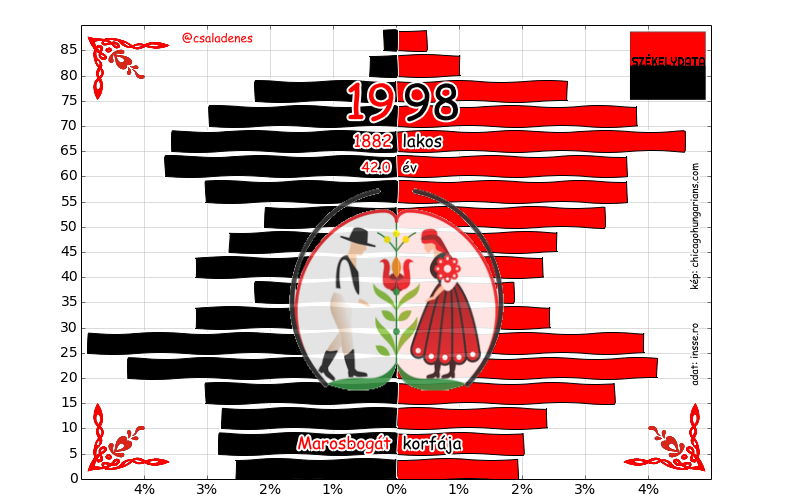 @csaladenes
SZÉKELYDATA
1998
1882 lakos
42.0 év
kép: chicagohungarians.com
adat: insse.ro
Marosbogát korfája
85
80
75
70
65
60
55
50
45
40
35
30
25
20
15
10
5
0
4% 3% 2% 1% 0% 1% 2% 3% 4%